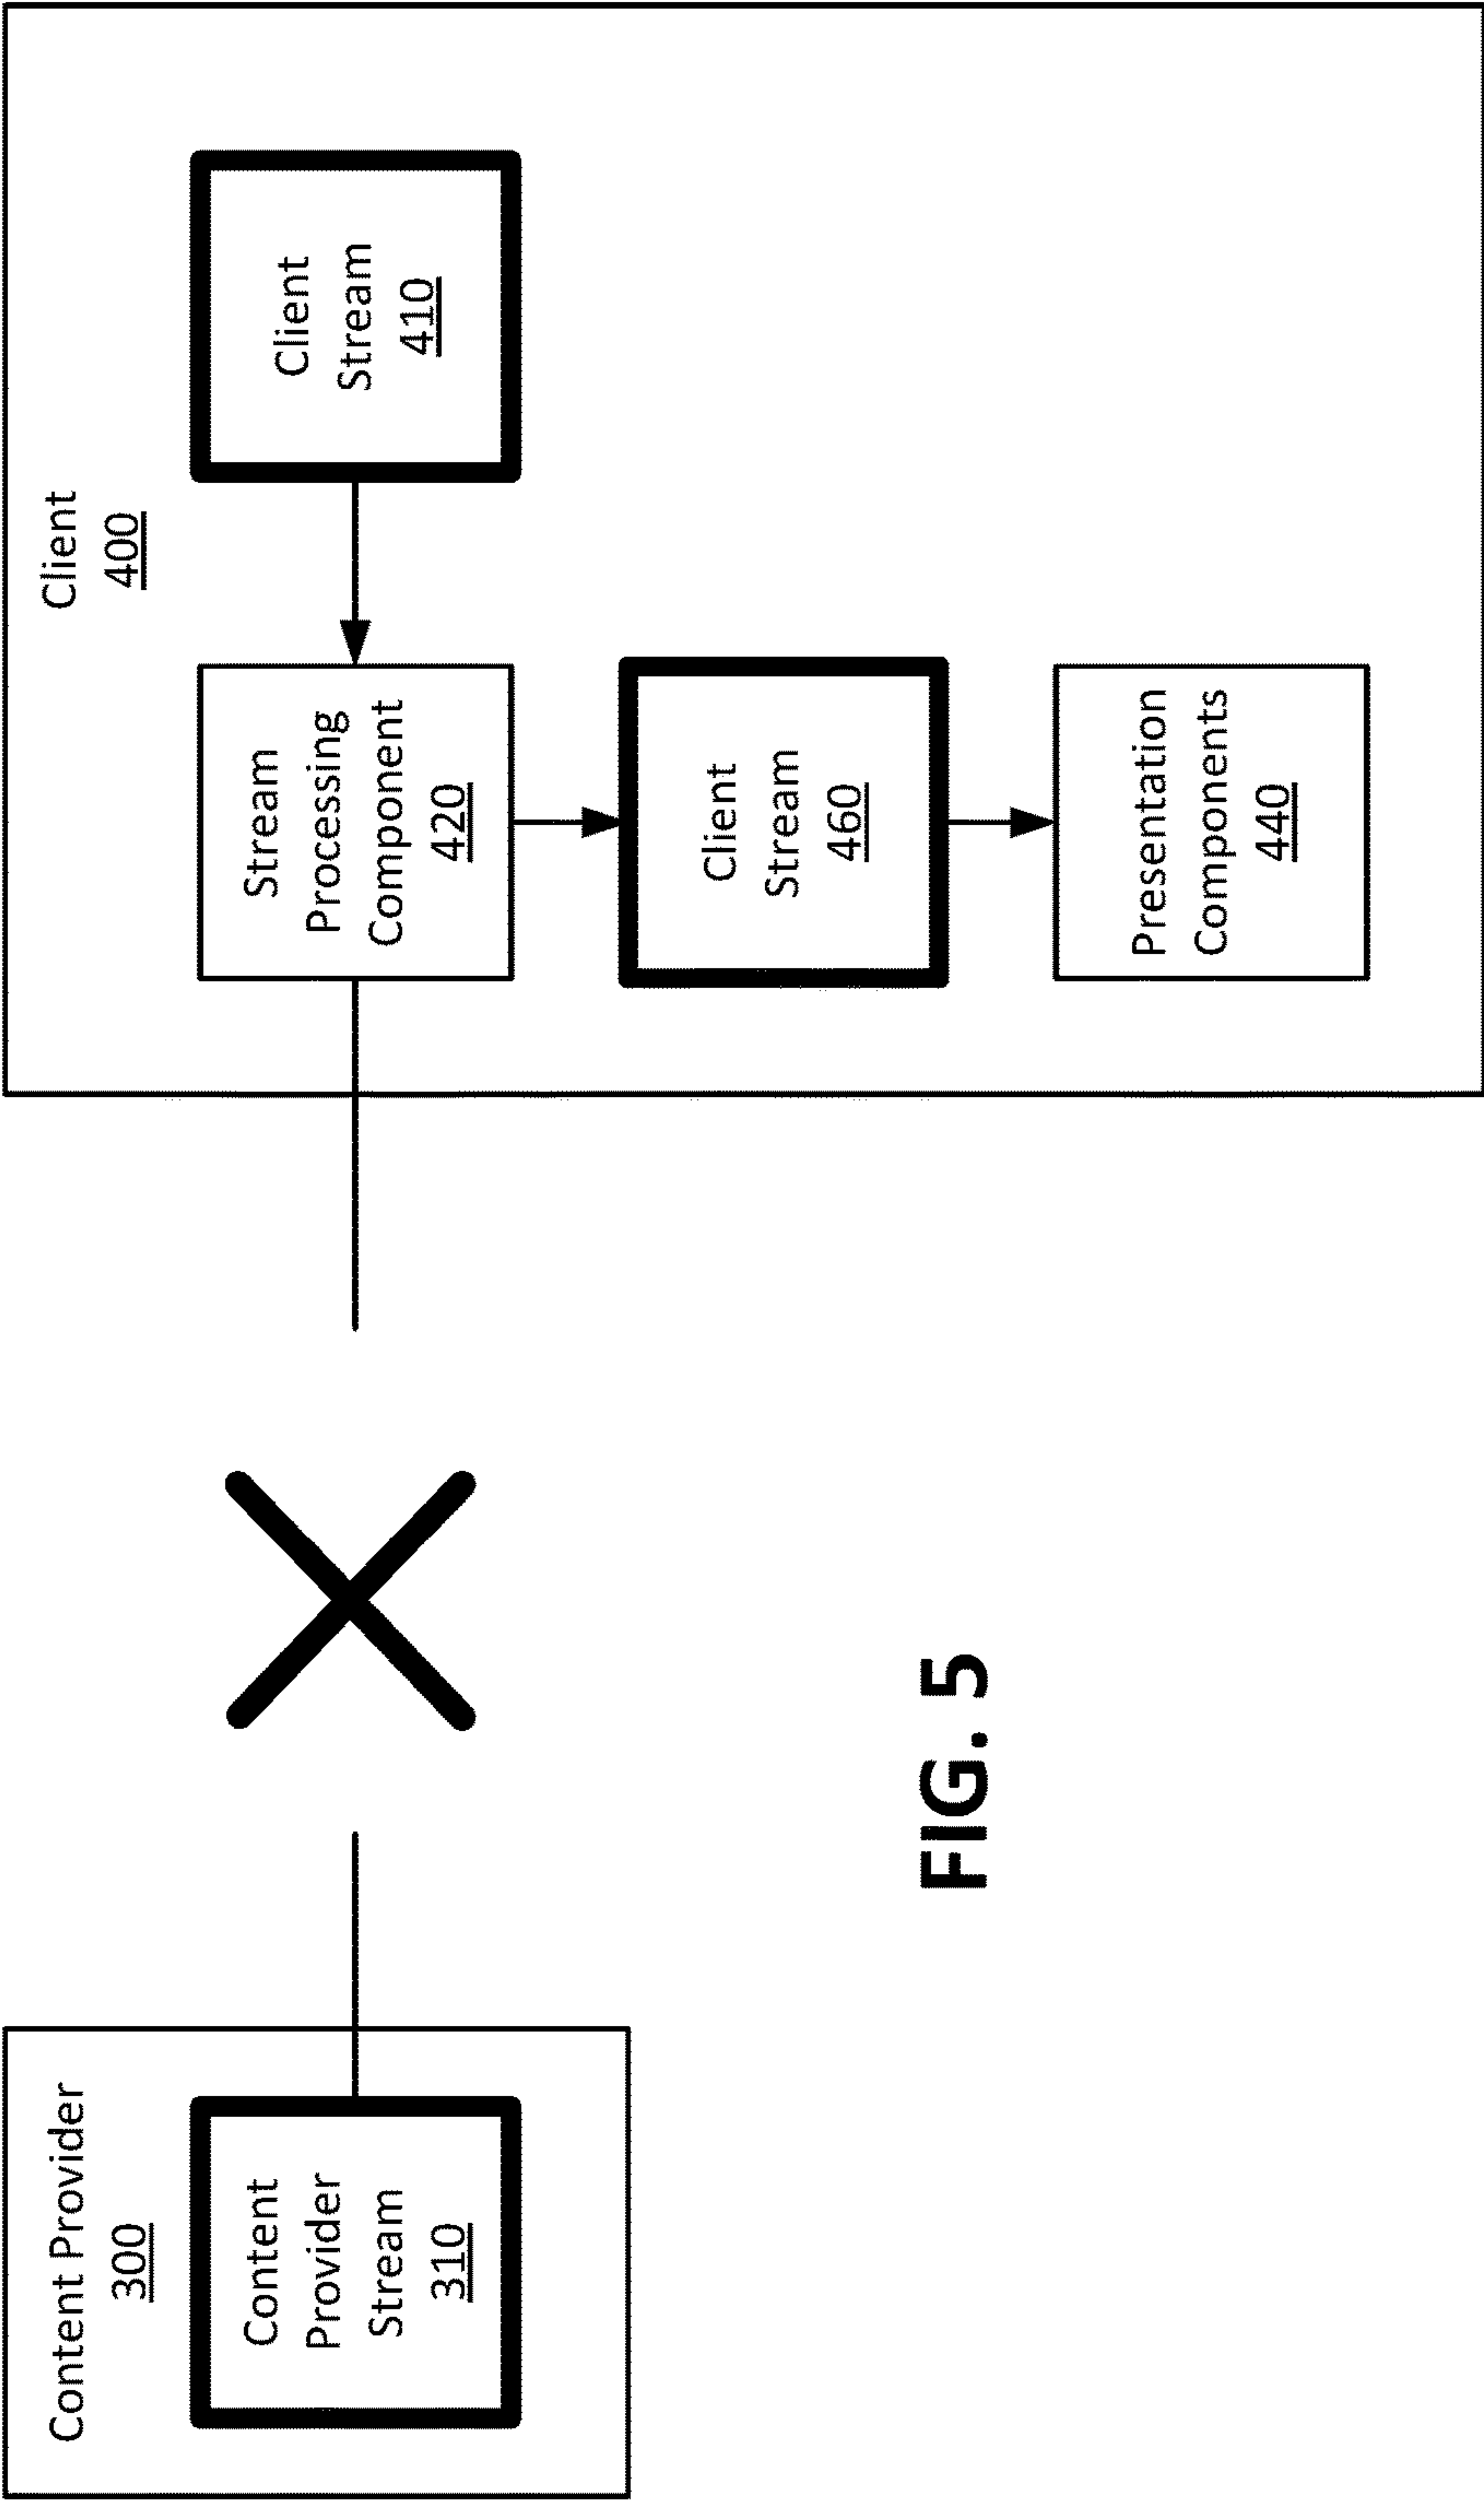 Content Provider
300
Content
Provider
Stream
310
Client
400
Stream
Processing
Component
420
Client
Stream
410
Client
Stream
460
Presentation
Components
440
FIG. 5